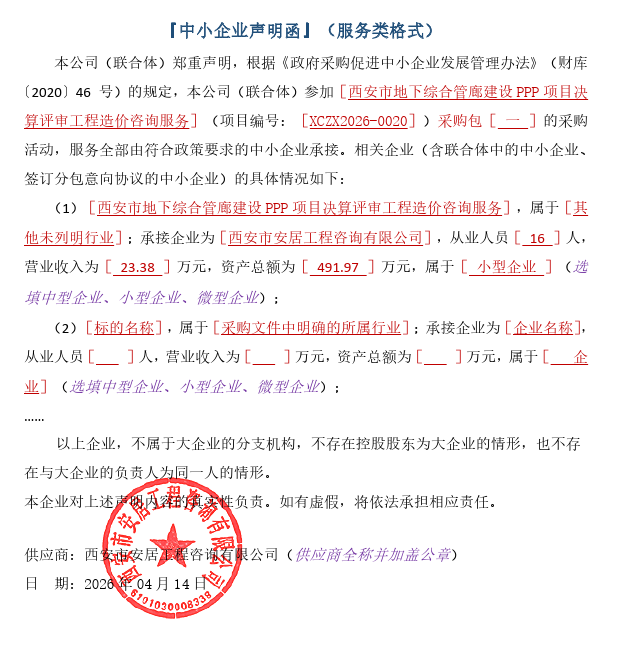 『中小企业声明函』（服务类格式）
本公司（联合体）郑重声明，根据《政府采购促进中小企业发展管理办法》（财库
〔2020〕46 号）的规定，本公司（联合体）参加［西安市地下综合管廊建设 PPP 项目决
算评审工程造价咨询服务］（项目编号：［XCZX2026-0020］）采购包［ 一 ］的采购
活动，服务全部由符合政策要求的中小企业承接。相关企业（含联合体中的中小企业、
签订分包意向协议的中小企业）的具体情况如下：
（1）［西安市地下综合管廊建设 PPP 项目决算评审工程造价咨询服务］，属于［其
他未列明行业］；承接企业为［西安市安居工程咨询有限公司］，从业人员［ 16 ］人，
营业收入为［ 23.38 ］万元，资产总额为［ 491.97 ］万元，属于［ 小型企业 ］（选
填中型企业、小型企业、微型企业）；
（2）［标的名称］，属于［采购文件中明确的所属行业］；承接企业为［企业名称］，
从业人员［ ］人，营业收入为［ ］万元，资产总额为［ ］万元，属于［ 企
业］（选填中型企业、小型企业、微型企业）；
……
以上企业，不属于大企业的分支机构，不存在控股股东为大企业的情形，也不存
在与大企业的负责人为同一人的情形。
本企业对上述声明内容的真实性负责。如有虚假，将依法承担相应责任。
供应商：西安市安居工程咨询有限公司（供应商全称并加盖公章）
日 期：2026 年 04 月 14 日
西安市安居工程咨询有限公司
6101030008338